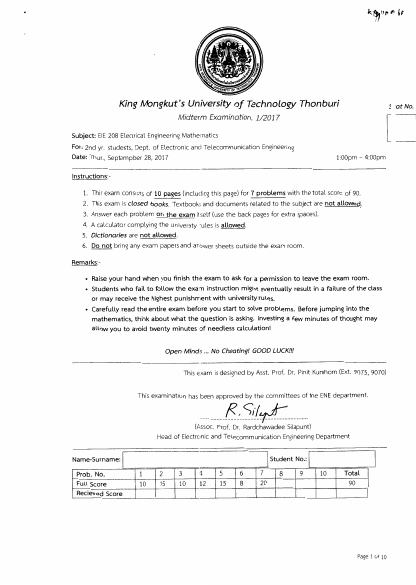 King Mongkut's University of Technology Thonburi
Midterm Examination, 1/2017
at No.
Subject: EIE 208 Electrical Engineering Mathematics
For: 2nd yr. students, Dept. of Electronic and Telecommunication Engineering
Date: Thur., September 28, 2017 1:00pm – 4:00pm
Instructions:-
1. This exam consists of 10 pages (including this page) for 7 problems with the total score of 90.
2. This exam is closed books. Textbooks and documents related to the subject are not allowed.
3. Answer each problem on the exam itself (use the back pages for extra spaces).
4. A calculator complying the university rules is allowed.
5. Dictionaries are not allowed.
6. Do not bring any exam papers and answer sheets outside the exam room.
Remarks:-
• Raise your hand when you finish the exam to ask for a permission to leave the exam room.
• Students who fail to follow the exam instruction might eventually result in a failure of the class
or may receive the highest punishment with university rules.
• Carefully read the entire exam before you start to solve problems. Before jumping into the
mathematics, think about what the question is asking. Investing a few minutes of thought may
allow you to avoid twenty minutes of needless calculation!
Open Minds ... No Cheating! GOOD LUCK!!!
This exam is designed by Asst. Prof. Dr. Pinit Kumhom (Ext. 9075, 9070)
This examination has been approved by the committees of the ENE department.
R. Silapunt
(Assoc. Prof. Dr. Rardchawadee Silapunt)
Head of Electronic and Telecommunication Engineering Department
Name-Surname: Student No.:
Prob. No. 1 2 3 4 5 6 7 8 9 10 Total
Full Score 10 15 10 12 15 8 20 90
Recieved Score
Page 1 of 10